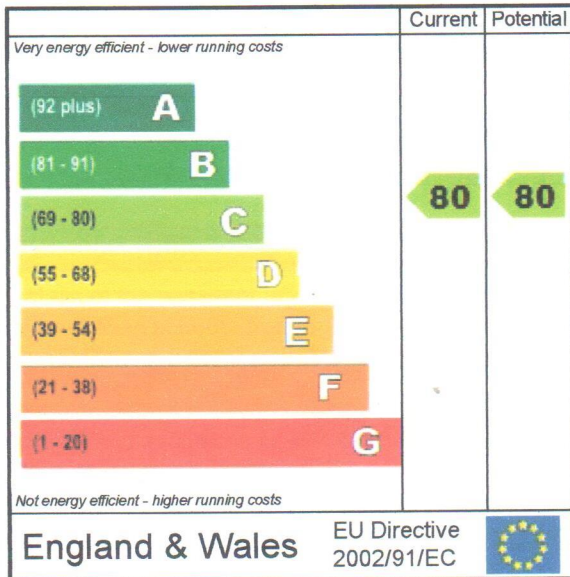 Current Potential
Very energy efficient - lower running costs
(92 plus) A
(81 - 91) B
(69 - 80) C
80 80
(55 - 68) D
(39 - 54) E
(21 - 38) F
(1 - 20) G
Not energy efficient - higher running costs
England & Wales
EU Directive
2002/91/EC